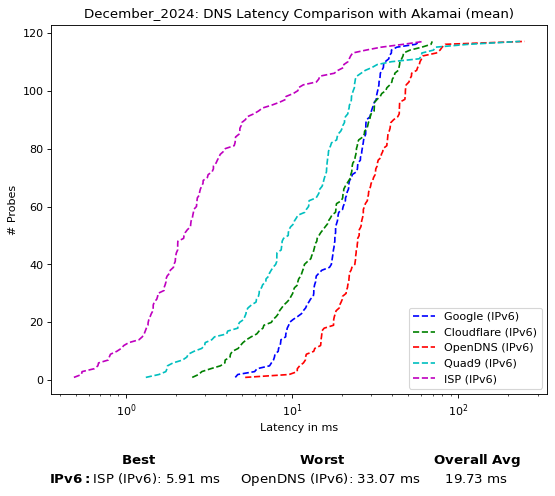 December_2024: DNS Latency Comparison with Akamai (mean)
120
100
80
60
40
20
0
# Probes
Google (IPv6)
Cloudflare (IPv6)
OpenDNS (IPv6)
Quad9 (IPv6)
ISP (IPv6)
10⁰ 10¹ 10²
Latency in ms
Best Worst Overall Avg
IPv6: ISP (IPv6): 5.91 ms OpenDNS (IPv6): 33.07 ms 19.73 ms